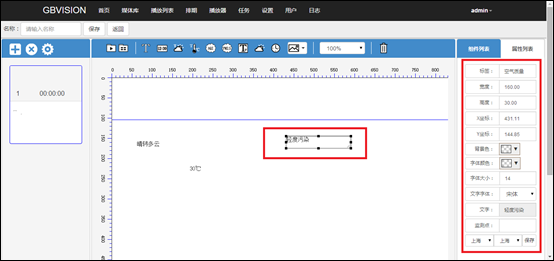 GBVISION 首页 媒体库 播放列表 排期 播放器 任务 设置 用户 日志 admin
名称： 请输入名称 保存 返回
100%
组件列表 属性列表
1 00:00:00
0 50 100 150 200 250 300 350 400 450 500 550 600 650 700 750 800
晴转多云
轻度污染
30℃
标签： 空气质量
宽度： 160.00
高度： 30.00
X坐标： 431.11
Y坐标： 144.85
背景色：
字体颜色：
字体大小： 14
文字字体： 宋体
文字： 轻度污染
监测点：
上海 上海 保存